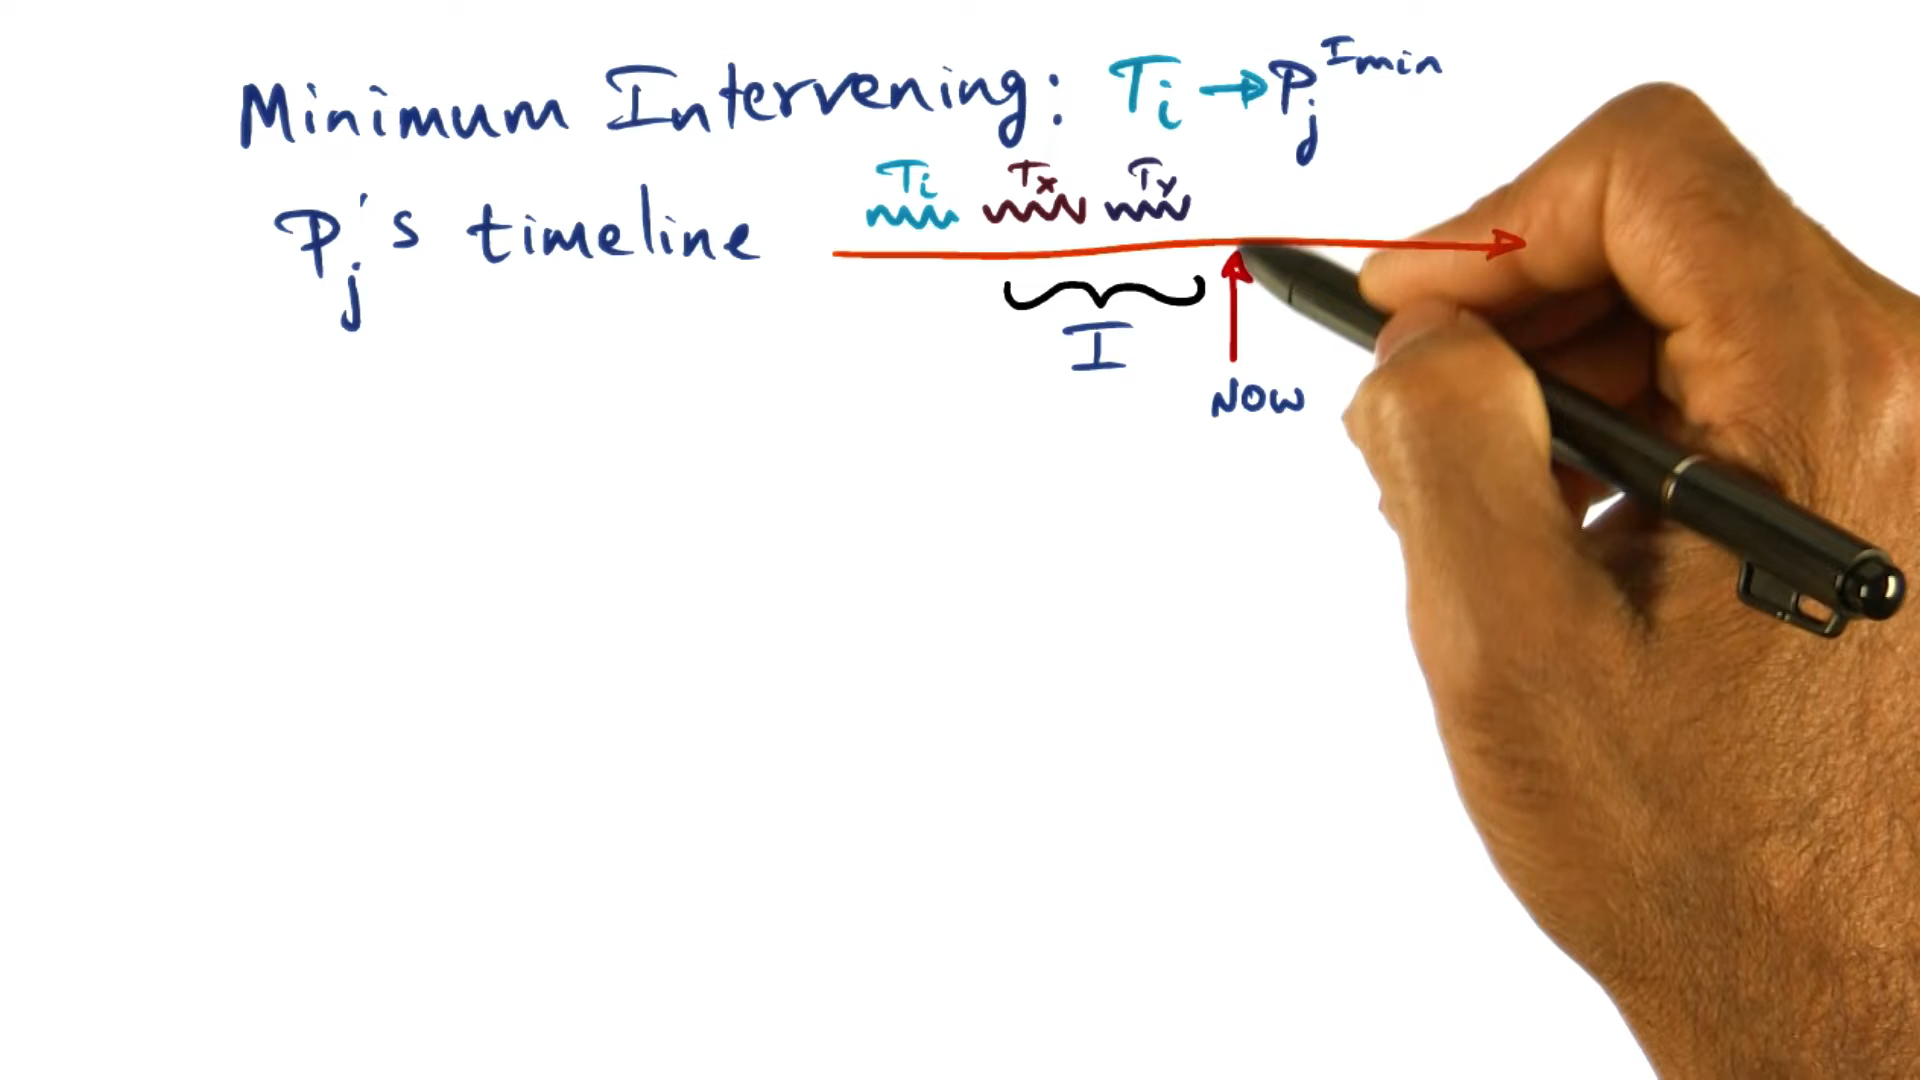 Minimum Intervening: Ti → Pj^Imin
Ti Tx Ty
Pj's timeline
I
NOW